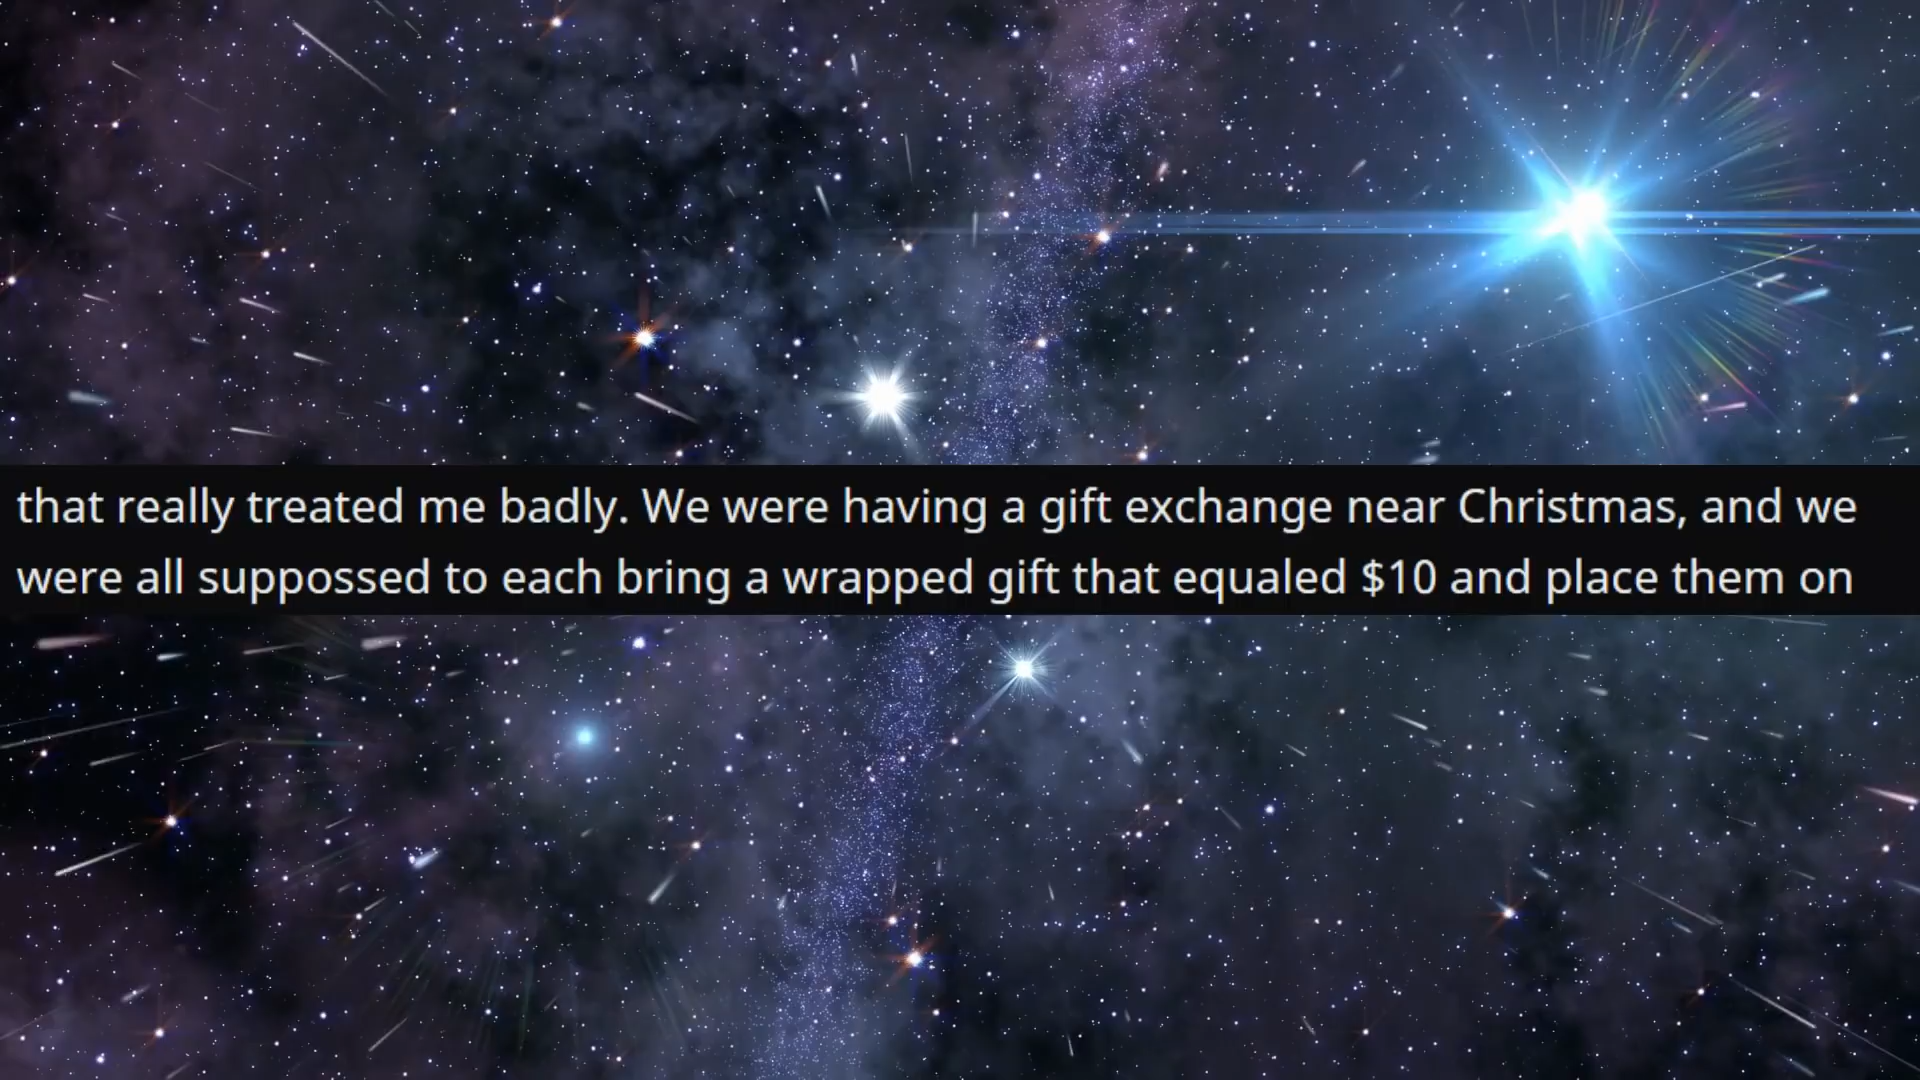 that really treated me badly. We were having a gift exchange near Christmas, and we
were all suppossed to each bring a wrapped gift that equaled $10 and place them on